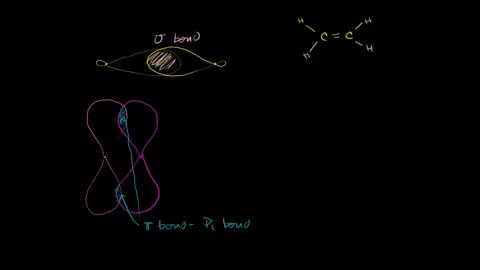 σ bond
H H
C = C
H H
π bond - Pi bond